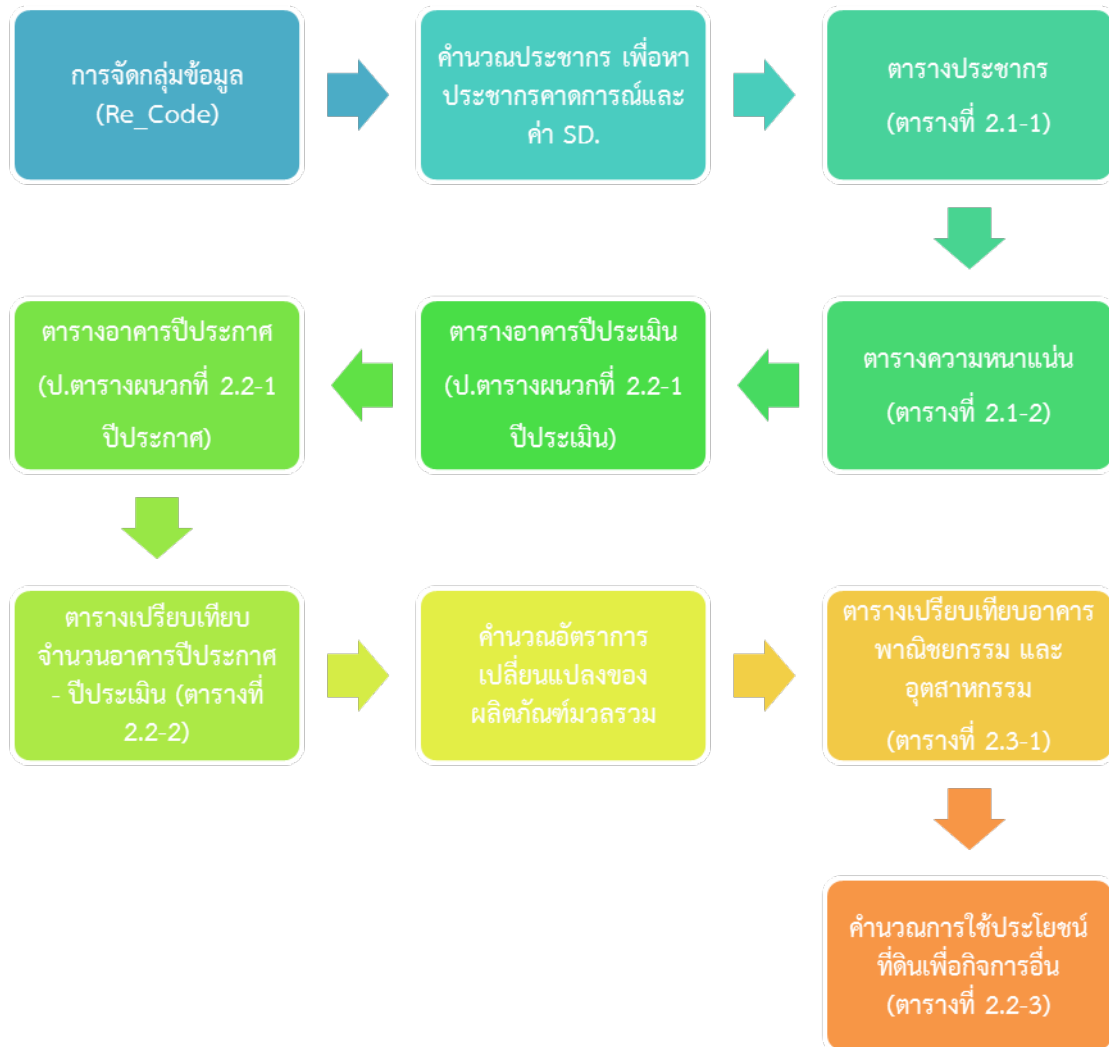 การจัดกลุ่มข้อมูล
(Re_Code)
คำนวณประชากร เพื่อหา
ประชากรคาดการณ์และ
ค่า SD.
ตารางประชากร
(ตารางที่ 2.1-1)
ตารางความหนาแน่น
(ตารางที่ 2.1-2)
ตารางอาคารปีประเมิน
(ป.ตารางผนวกที่ 2.2-1
ปีประเมิน)
ตารางอาคารปีประกาศ
(ป.ตารางผนวกที่ 2.2-1
ปีประกาศ)
ตารางเปรียบเทียบ
จำนวนอาคารปีประกาศ
- ปีประเมิน (ตารางที่
2.2-2)
คำนวณอัตราการ
เปลี่ยนแปลงของ
ผลิตภัณฑ์มวลรวม
ตารางเปรียบเทียบอาคาร
พาณิชยกรรม และ
อุตสาหกรรม
(ตารางที่ 2.3-1)
คำนวณการใช้ประโยชน์
ที่ดินเพื่อกิจการอื่น
(ตารางที่ 2.2-3)